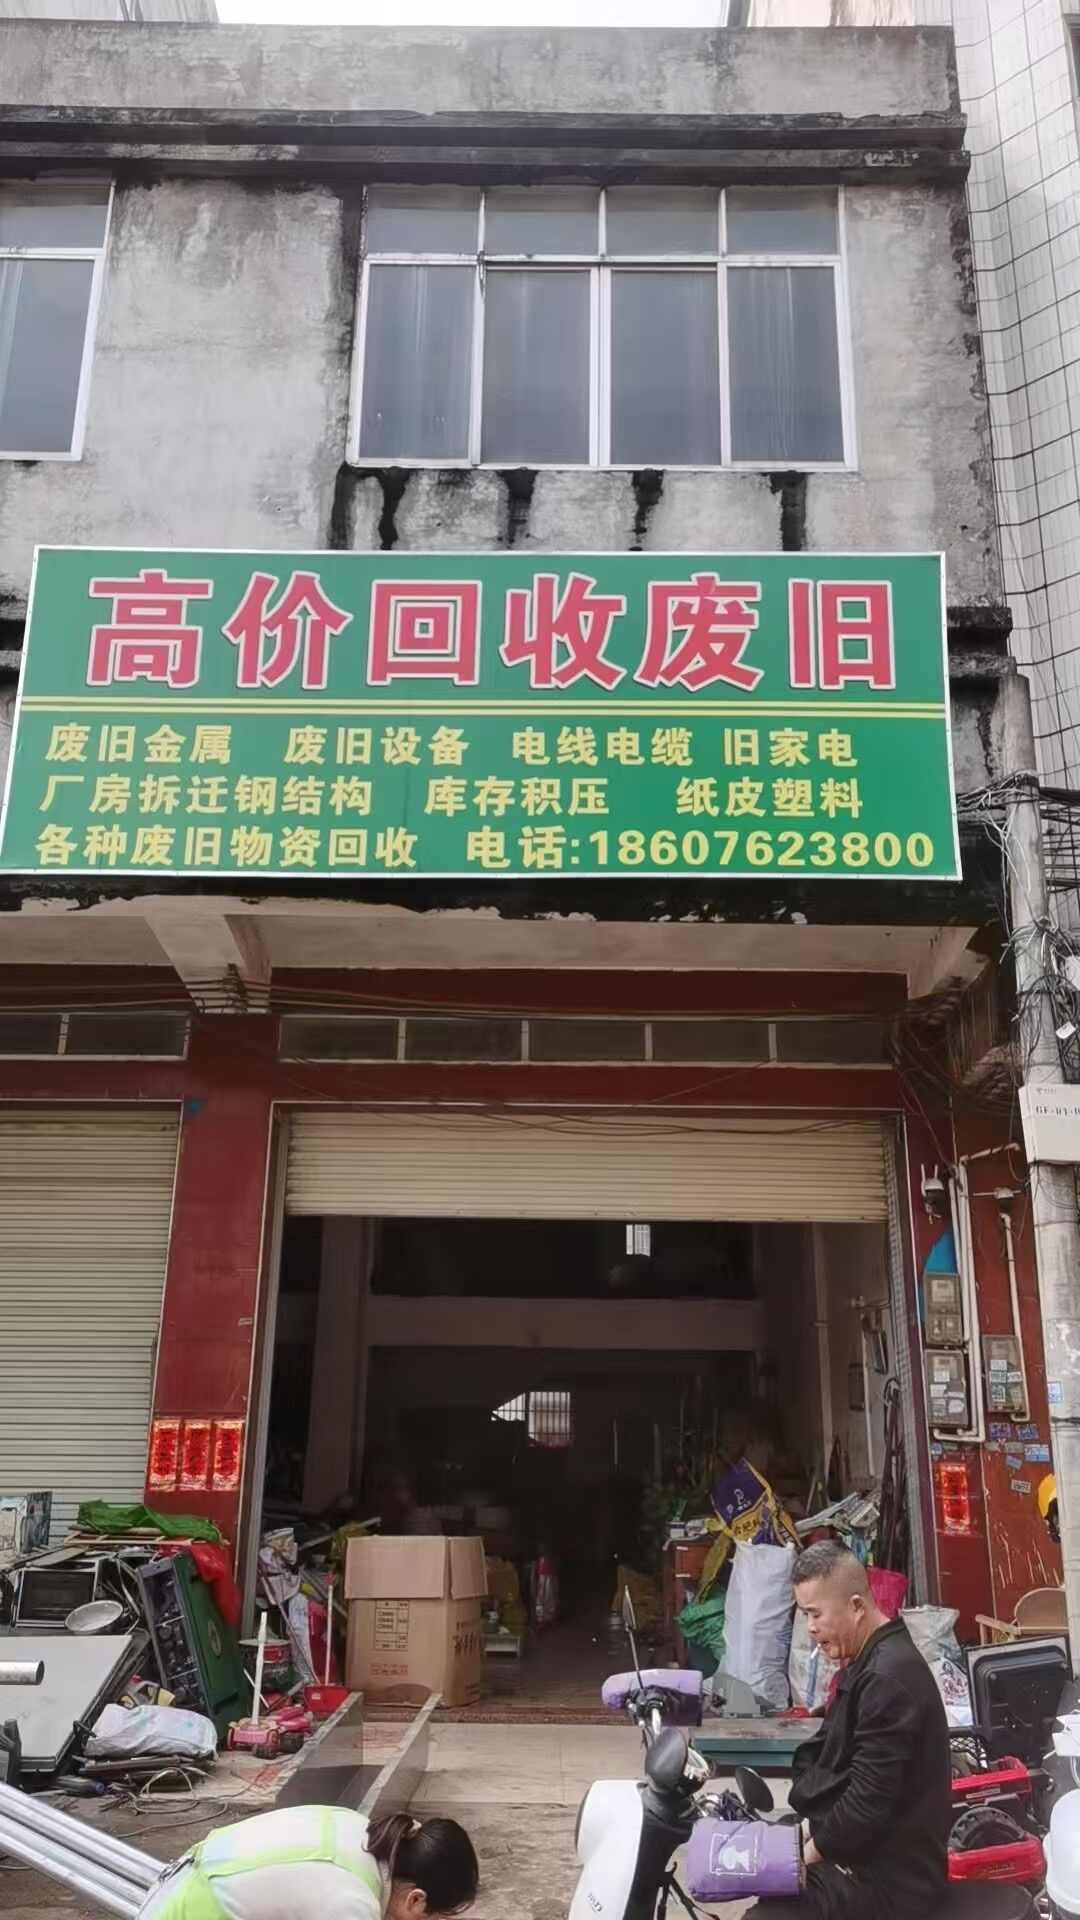 高价回收废旧
废旧金属 废旧设备 电线电缆 旧家电
厂房拆迁钢结构 库存积压 纸皮塑料
各种废旧物资回收 电话:18607623800